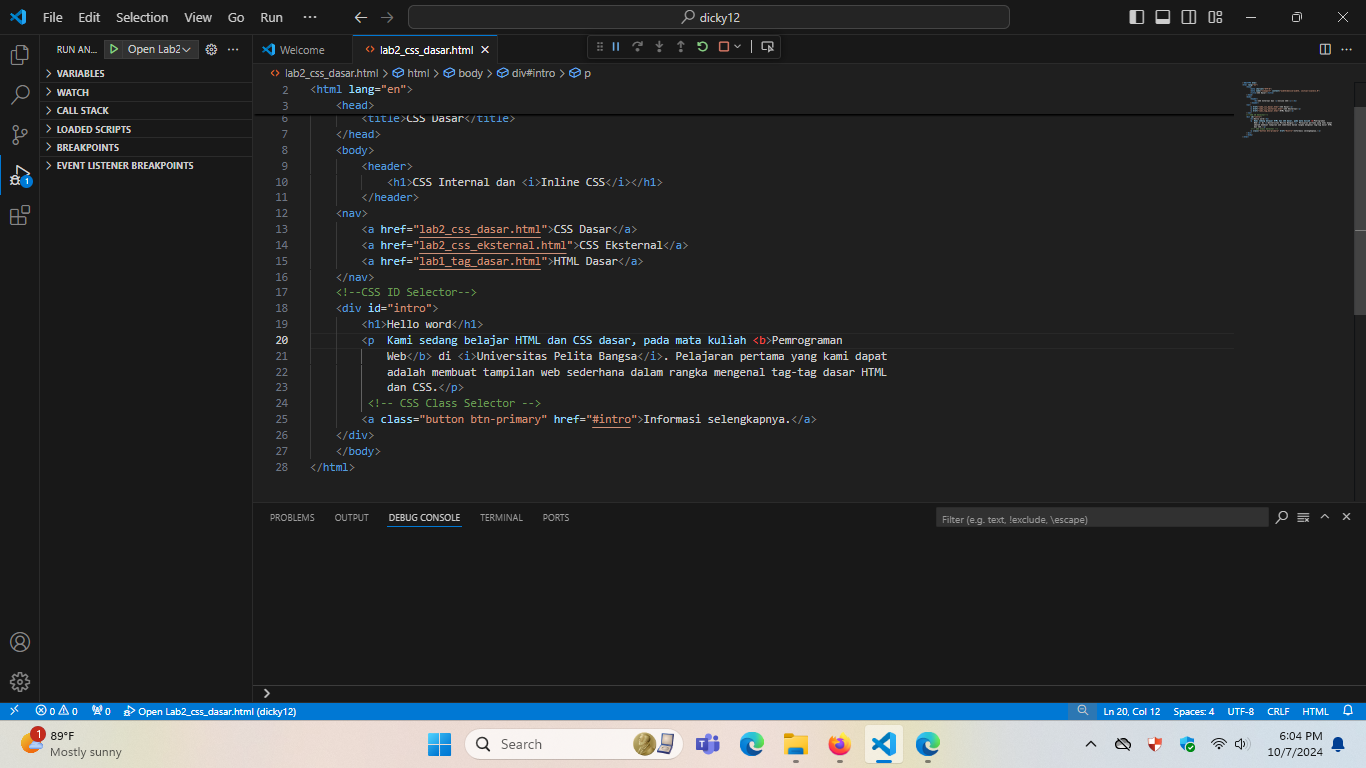 File Edit Selection View Go Run ··· dicky12
RUN AN... Open Lab2 ···
VARIABLES
WATCH
CALL STACK
LOADED SCRIPTS
BREAKPOINTS
EVENT LISTENER BREAKPOINTS
Welcome lab2_css_dasar.html
lab2_css_dasar.html > html > body > div#intro > p
2 <html lang="en">
3 <head>
6 <title>CSS Dasar</title>
7 </head>
8 <body>
9 <header>
10 <h1>CSS Internal dan <i>Inline CSS</i></h1>
11 </header>
12 <nav>
13 <a href="lab2_css_dasar.html">CSS Dasar</a>
14 <a href="lab2_css_eksternal.html">CSS Eksternal</a>
15 <a href="lab1_tag_dasar.html">HTML Dasar</a>
16 </nav>
17 <!--CSS ID Selector-->
18 <div id="intro">
19 <h1>Hello word</h1>
20 <p  Kami sedang belajar HTML dan CSS dasar, pada mata kuliah <b>Pemrograman
21 Web</b> di <i>Universitas Pelita Bangsa</i>. Pelajaran pertama yang kami dapat
22 adalah membuat tampilan web sederhana dalam rangka mengenal tag-tag dasar HTML
23 dan CSS.</p>
24 <!-- CSS Class Selector -->
25 <a class="button btn-primary" href="#intro">Informasi selengkapnya.</a>
26 </div>
27 </body>
28 </html>
PROBLEMS OUTPUT DEBUG CONSOLE TERMINAL PORTS Filter (e.g. text, !exclude, \escape)
1
0 0 0 Open Lab2_css_dasar.html (dicky12) Ln 20, Col 12 Spaces: 4 UTF-8 CRLF HTML
1 89°F
Mostly sunny
Search
6:04 PM
10/7/2024